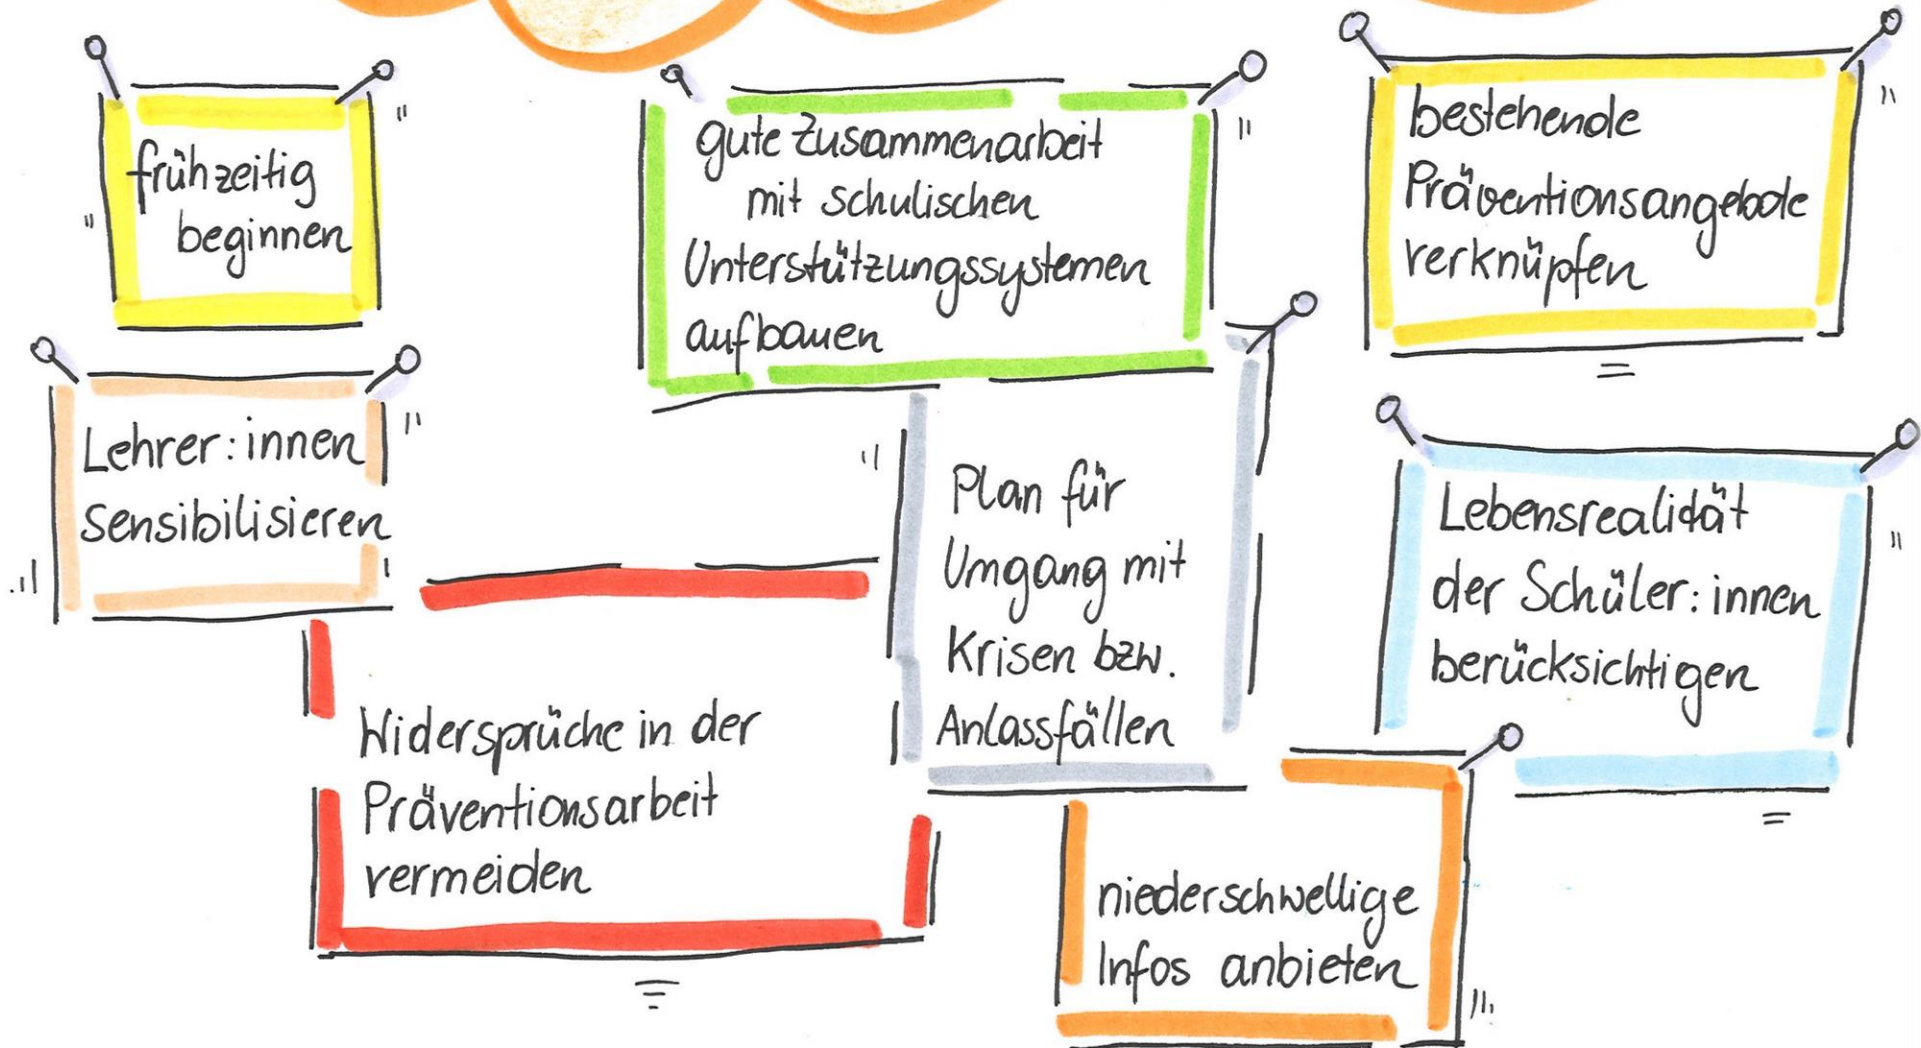 frühzeitig
beginnen
gute Zusammenarbeit
mit schulischen
Unterstützungssystemen
aufbauen
bestehende
Präventionsangebote
verknüpfen
Lehrer:innen
sensibilisieren
Plan für
Umgang mit
Krisen bzw.
Anlassfällen
Lebensrealität
der Schüler:innen
berücksichtigen
Widersprüche in der
Präventionsarbeit
vermeiden
niederschwellige
Infos anbieten